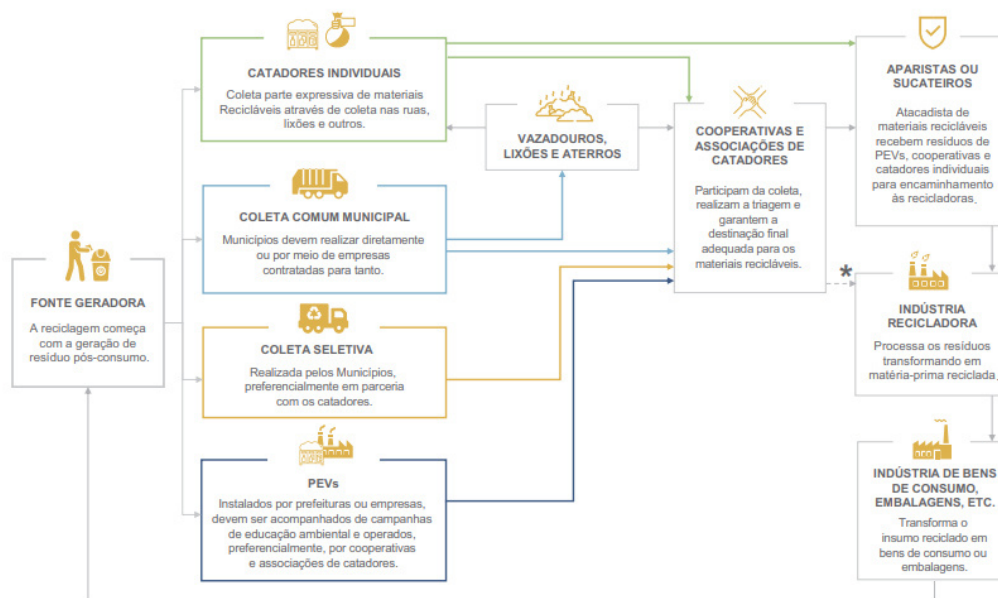 CATADORES INDIVIDUAIS
Coleta parte expressiva de materiais
Recicláveis através de coleta nas ruas,
lixões e outros.
VAZADOUROS,
LIXÕES E ATERROS
COOPERATIVAS E
ASSOCIAÇÕES DE
CATADORES
Participam da coleta,
realizam a triagem e
garantem a
destinação final
adequada para os
materiais recicláveis.
APARISTAS OU
SUCATEIROS
Atacadista de
materiais recicláveis
recebem resíduos de
PEVs, cooperativas e
catadores individuais
para encaminhamento
às recicladoras.
COLETA COMUM MUNICIPAL
Municípios devem realizar diretamente
ou por meio de empresas
contratadas para tanto.
FONTE GERADORA
A reciclagem começa
com a geração de
resíduo pós-consumo.
COLETA SELETIVA
Realizada pelos Municípios,
preferencialmente em parceria
com os catadores.
*
INDÚSTRIA
RECICLADORA
Processa os resíduos
transformando em
matéria-prima reciclada.
PEVs
Instalados por prefeituras ou empresas,
devem ser acompanhados de campanhas
de educação ambiental e operados,
preferencialmente, por cooperativas
e associações de catadores.
INDÚSTRIA DE BENS
DE CONSUMO,
EMBALAGENS, ETC.
Transforma o
insumo reciclado em
bens de consumo ou
embalagens.